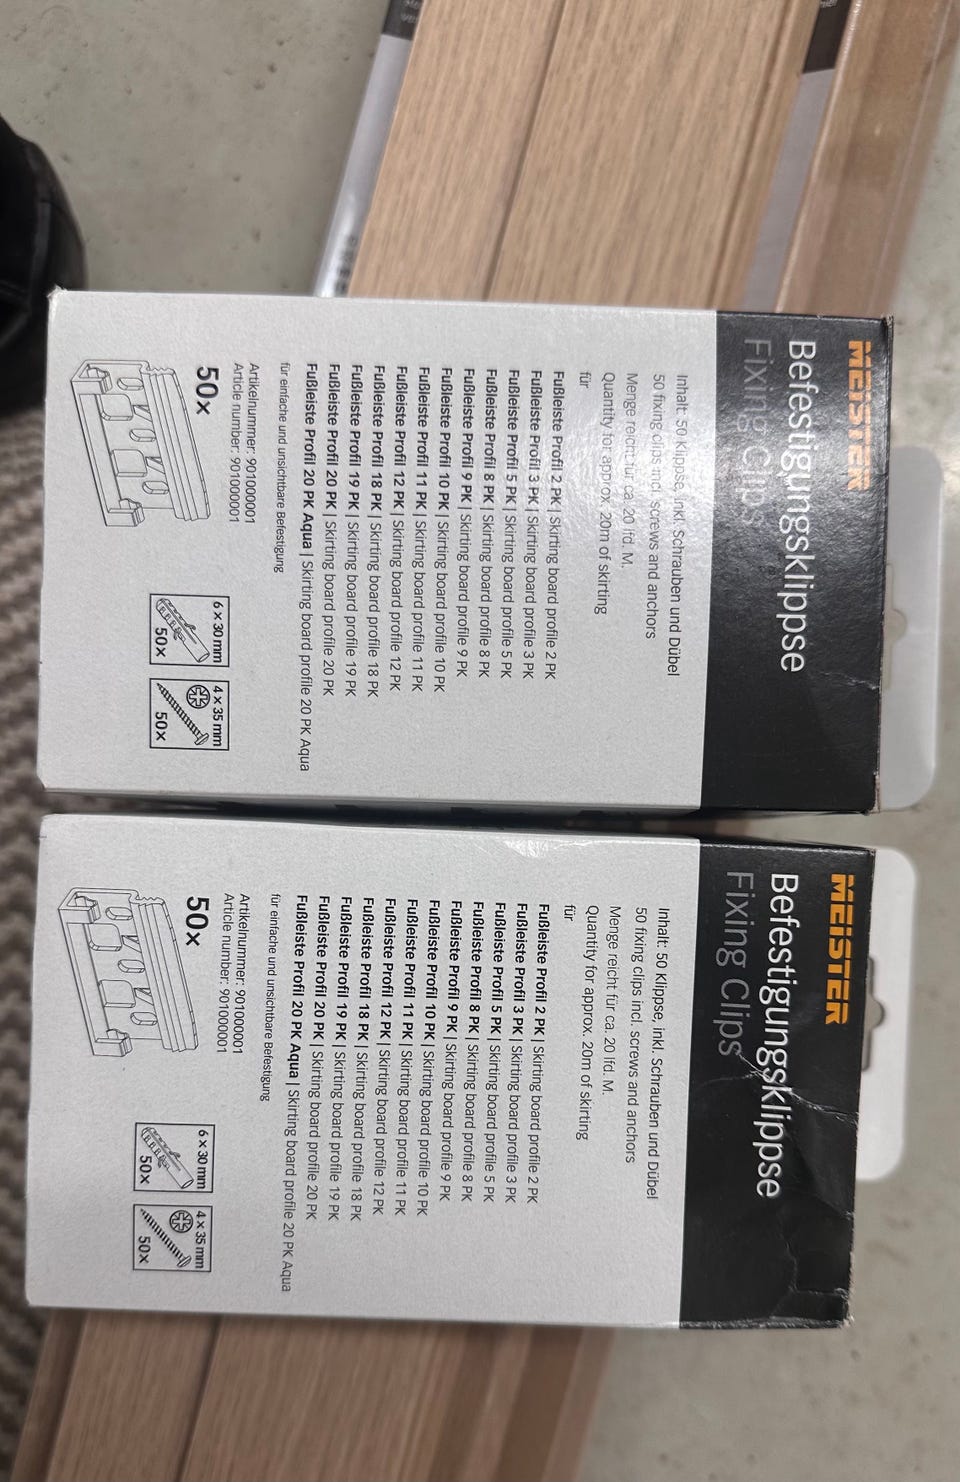 MEISTER
Befestigungsklippse
Fixing Clips
Inhalt: 50 Klippse, inkl. Schrauben und Dübel
50 fixing clips incl. screws and anchors
Menge reicht für ca. 20 lfd. M.
Quantity for approx. 20m of skirting
für
Fußleiste Profil 2 PK | Skirting board profile 2 PK
Fußleiste Profil 3 PK | Skirting board profile 3 PK
Fußleiste Profil 5 PK | Skirting board profile 5 PK
Fußleiste Profil 8 PK | Skirting board profile 8 PK
Fußleiste Profil 9 PK | Skirting board profile 9 PK
Fußleiste Profil 10 PK | Skirting board profile 10 PK
Fußleiste Profil 11 PK | Skirting board profile 11 PK
Fußleiste Profil 12 PK | Skirting board profile 12 PK
Fußleiste Profil 18 PK | Skirting board profile 18 PK
Fußleiste Profil 19 PK | Skirting board profile 19 PK
Fußleiste Profil 20 PK | Skirting board profile 20 PK
Fußleiste Profil 20 PK Aqua | Skirting board profile 20 PK Aqua
für einfache und unsichtbare Befestigung
Artikelnummer: 901000001
Article number: 901000001
50x
6 x 30 mm
50x
4 x 35 mm
50x
MEISTER
Befestigungsklippse
Fixing Clips
Inhalt: 50 Klippse, inkl. Schrauben und Dübel
50 fixing clips incl. screws and anchors
Menge reicht für ca. 20 lfd. M.
Quantity for approx. 20m of skirting
für
Fußleiste Profil 2 PK | Skirting board profile 2 PK
Fußleiste Profil 3 PK | Skirting board profile 3 PK
Fußleiste Profil 5 PK | Skirting board profile 5 PK
Fußleiste Profil 8 PK | Skirting board profile 8 PK
Fußleiste Profil 9 PK | Skirting board profile 9 PK
Fußleiste Profil 10 PK | Skirting board profile 10 PK
Fußleiste Profil 11 PK | Skirting board profile 11 PK
Fußleiste Profil 12 PK | Skirting board profile 12 PK
Fußleiste Profil 18 PK | Skirting board profile 18 PK
Fußleiste Profil 19 PK | Skirting board profile 19 PK
Fußleiste Profil 20 PK | Skirting board profile 20 PK
Fußleiste Profil 20 PK Aqua | Skirting board profile 20 PK Aqua
für einfache und unsichtbare Befestigung
Artikelnummer: 901000001
Article number: 901000001
50x
6 x 30 mm
50x
4 x 35 mm
50x